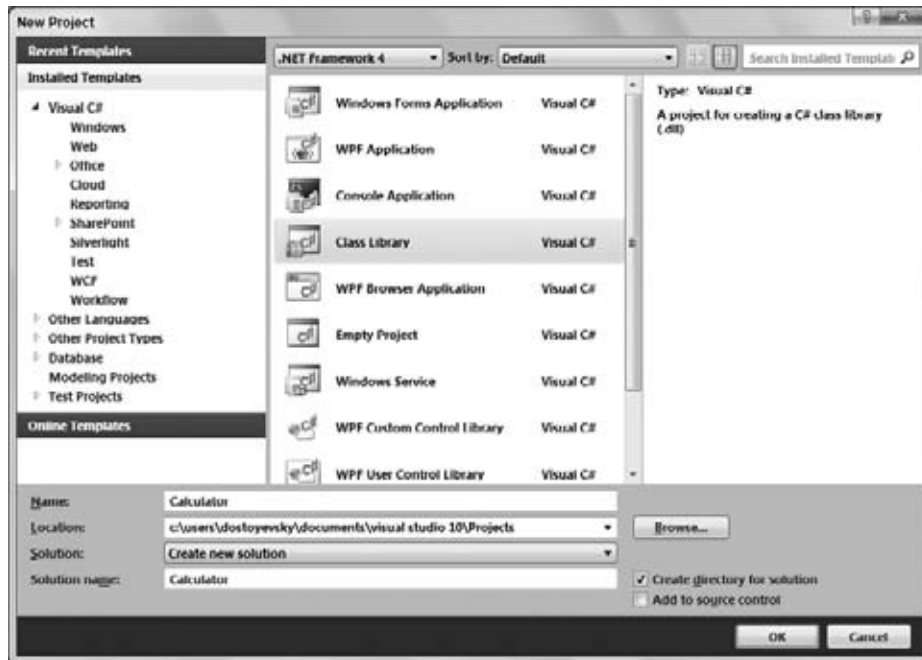 New Project
Recent Templates
Installed Templates
Visual C#
Windows
Web
Office
Cloud
Reporting
SharePoint
Silverlight
Test
WCF
Workflow
Other Languages
Other Project Types
Database
Modeling Projects
Test Projects
Online Templates
.NET Framework 4
Sort by: Default
Search Installed Templat
Windows Forms Application Visual C#
WPF Application Visual C#
Console Application Visual C#
Class Library Visual C#
WPF Browser Application Visual C#
Empty Project Visual C#
Windows Service Visual C#
WPF Custom Control Library Visual C#
WPF User Control Library Visual C#
Type: Visual C#
A project for creating a C# class library
(.dll)
Name: Calculator
Location: c:\users\dostoyevsky\documents\visual studio 10\Projects
Browse...
Solution: Create new solution
Solution name: Calculator
Create directory for solution
Add to source control
OK Cancel